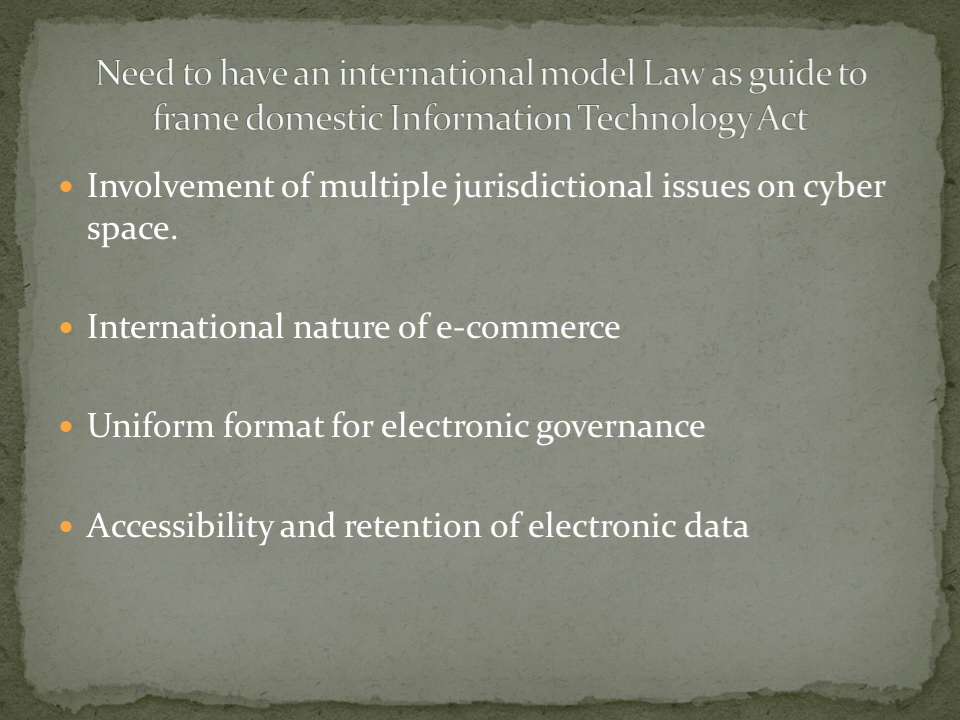 Need to have an international model Law as guide to
frame domestic Information Technology Act
Involvement of multiple jurisdictional issues on cyber
space.
International nature of e-commerce
Uniform format for electronic governance
Accessibility and retention of electronic data